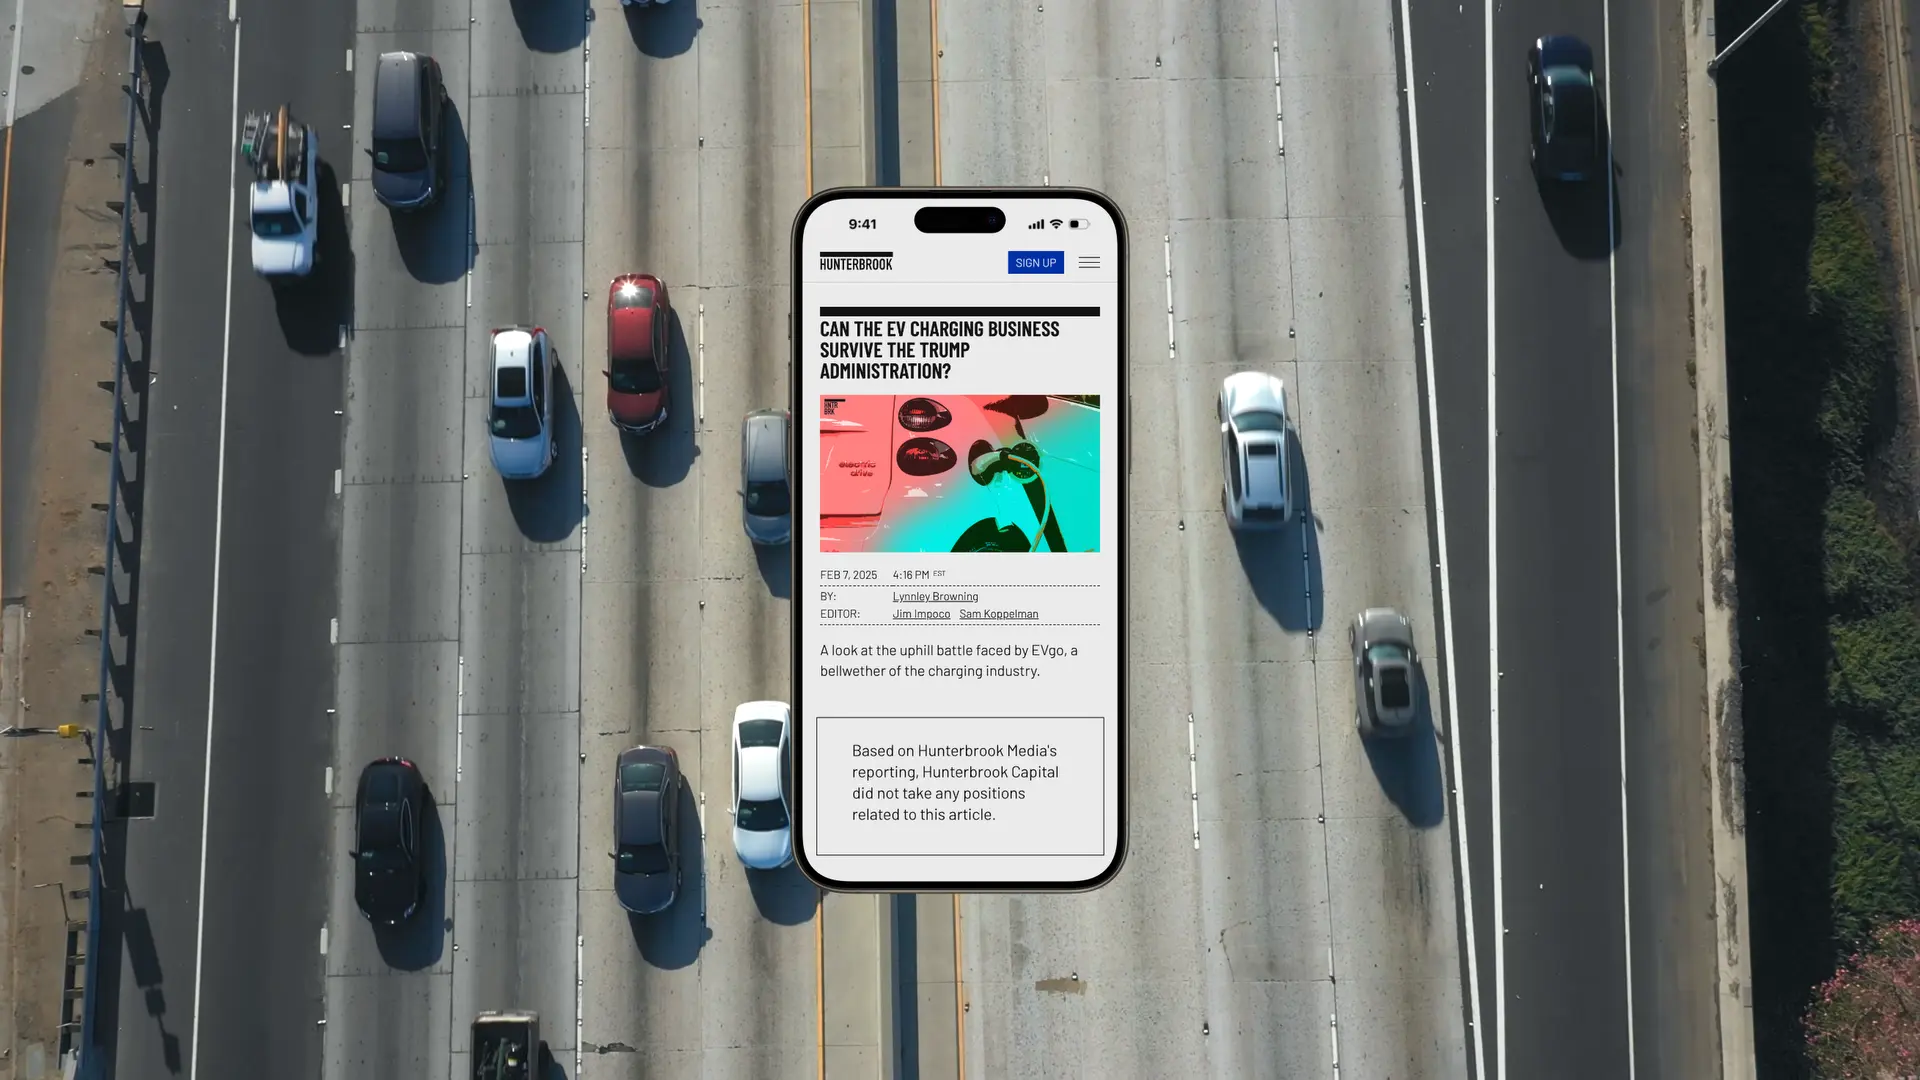 9:41
HUNTERBROOK
SIGN UP
CAN THE EV CHARGING BUSINESS
SURVIVE THE TRUMP
ADMINISTRATION?
HNTR
BRK
electric
drive
FEB 7, 2025 4:16 PM EST
BY: Lynnley Browning
EDITOR: Jim Impoco Sam Koppelman
A look at the uphill battle faced by EVgo, a
bellwether of the charging industry.
Based on Hunterbrook Media's
reporting, Hunterbrook Capital
did not take any positions
related to this article.